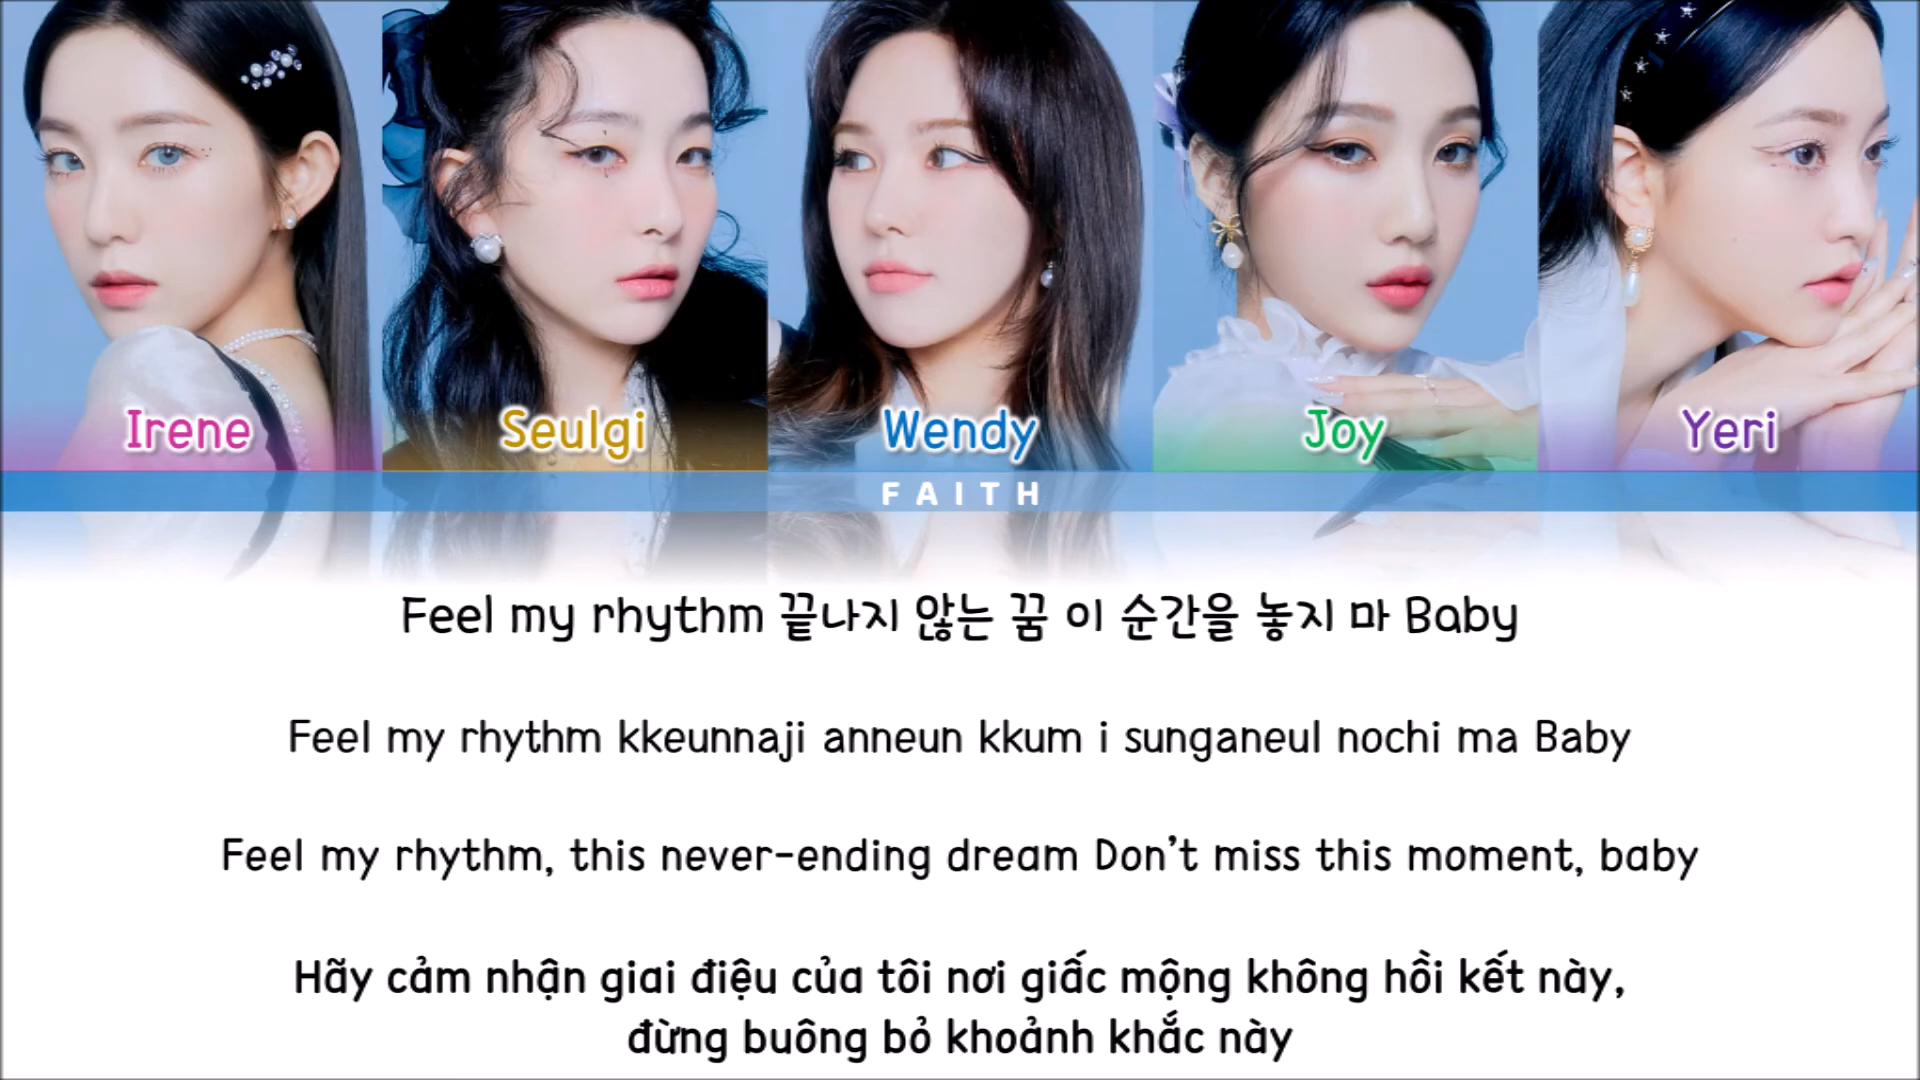 Irene
Seulgi
Wendy
Joy
Yeri
FAITH
Feel my rhythm 끝나지 않는 꿈 이 순간을 놓지 마 Baby
Feel my rhythm kkeunnaji anneun kkum i sunganeul nochi ma Baby
Feel my rhythm, this never-ending dream Don’t miss this moment, baby
Hãy cảm nhận giai điệu của tôi nơi giấc mộng không hồi kết này,
đừng buông bỏ khoảnh khắc này